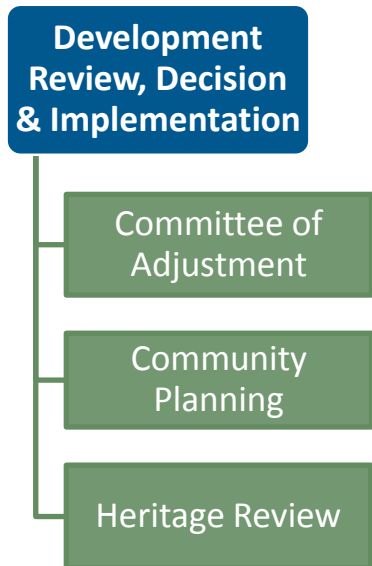 Development
Review, Decision
& Implementation
Committee of
Adjustment
Community
Planning
Heritage Review